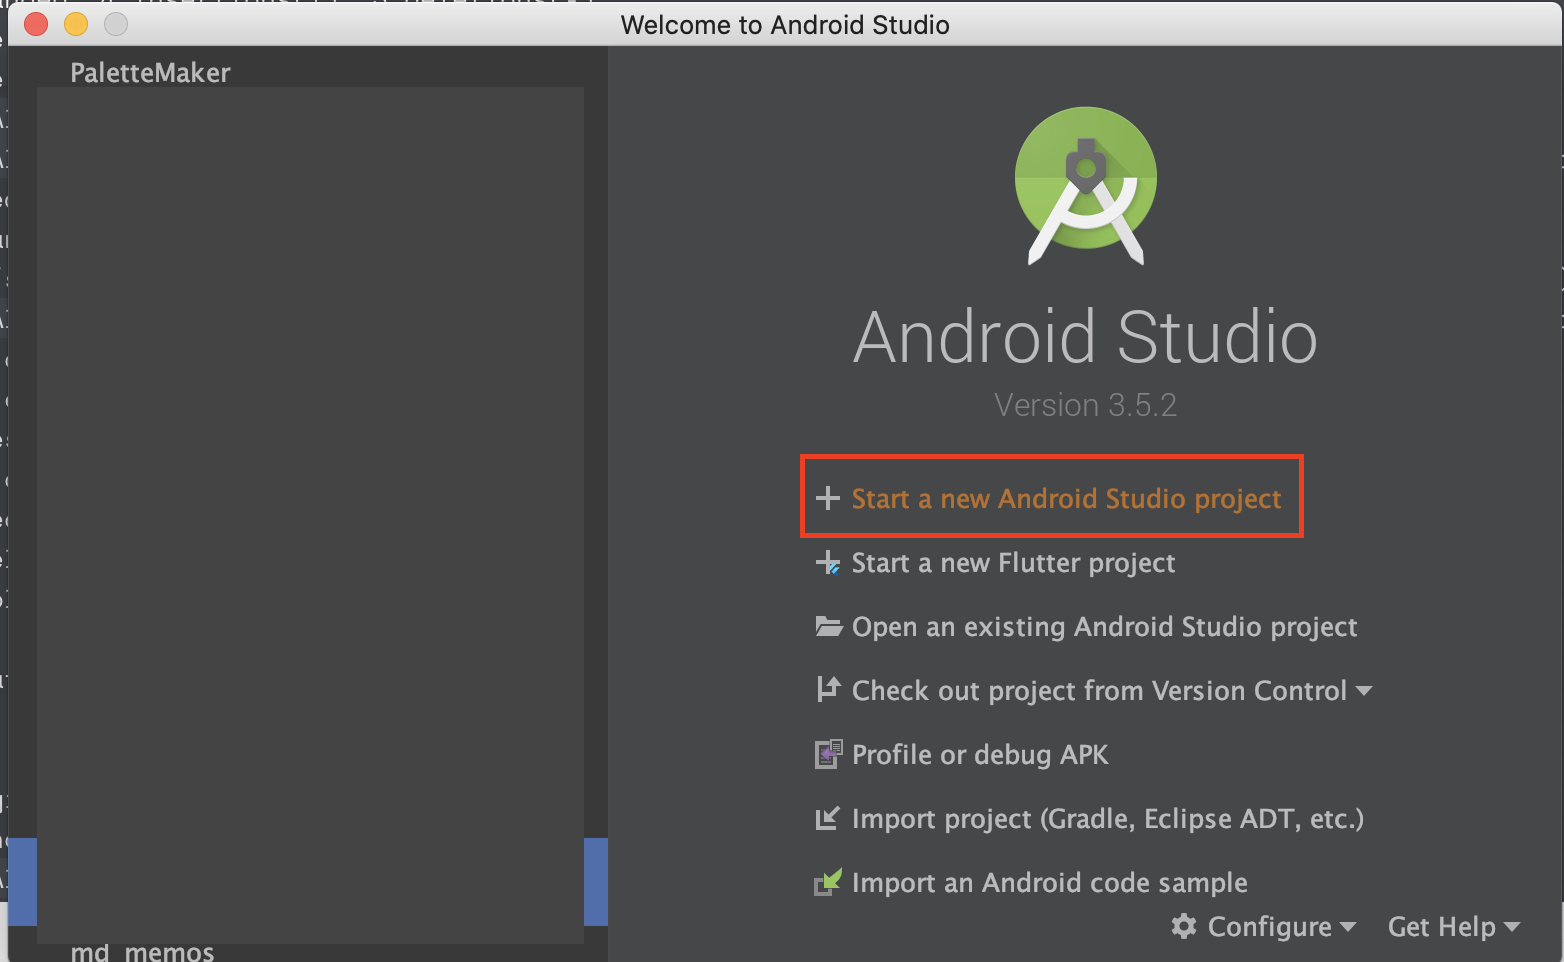 Welcome to Android Studio
PaletteMaker
md_memos
Android Studio
Version 3.5.2
Start a new Android Studio project
Start a new Flutter project
Open an existing Android Studio project
Check out project from Version Control
Profile or debug APK
Import project (Gradle, Eclipse ADT, etc.)
Import an Android code sample
Configure
Get Help